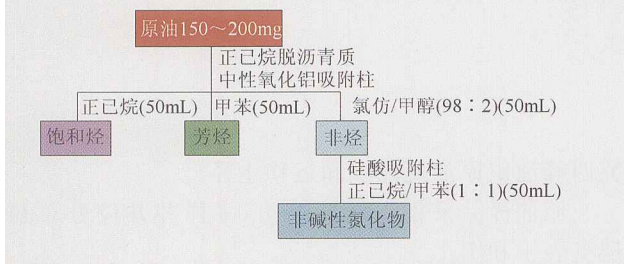 原油150～200mg
正己烷脱沥青质
中性氧化铝吸附柱
正己烷(50mL) 甲苯(50mL) 氯仿/甲醇(98：2)(50mL)
饱和烃 芳烃 非烃
硅酸吸附柱
正己烷/甲苯(1：1)(50mL)
非碱性氮化物